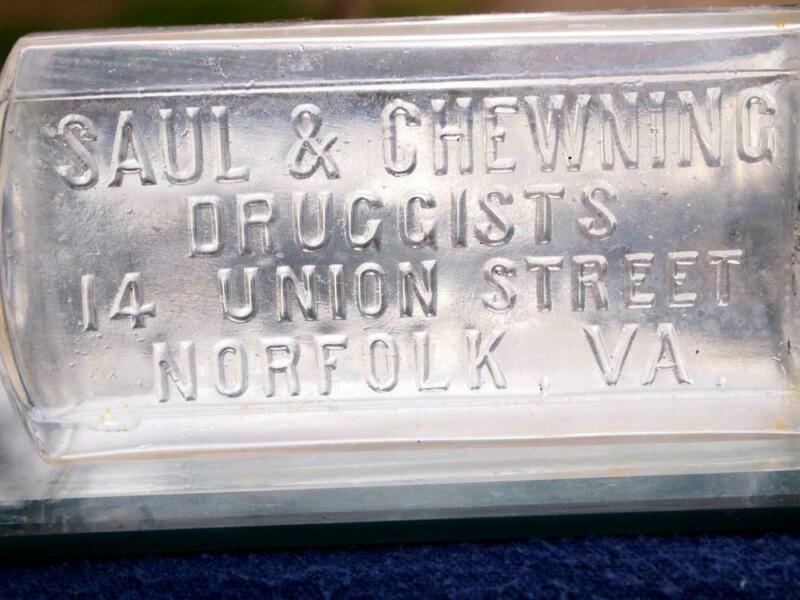 SAUL & CHEWNING
DRUGGISTS
14 UNION STREET
NORFOLK, VA.